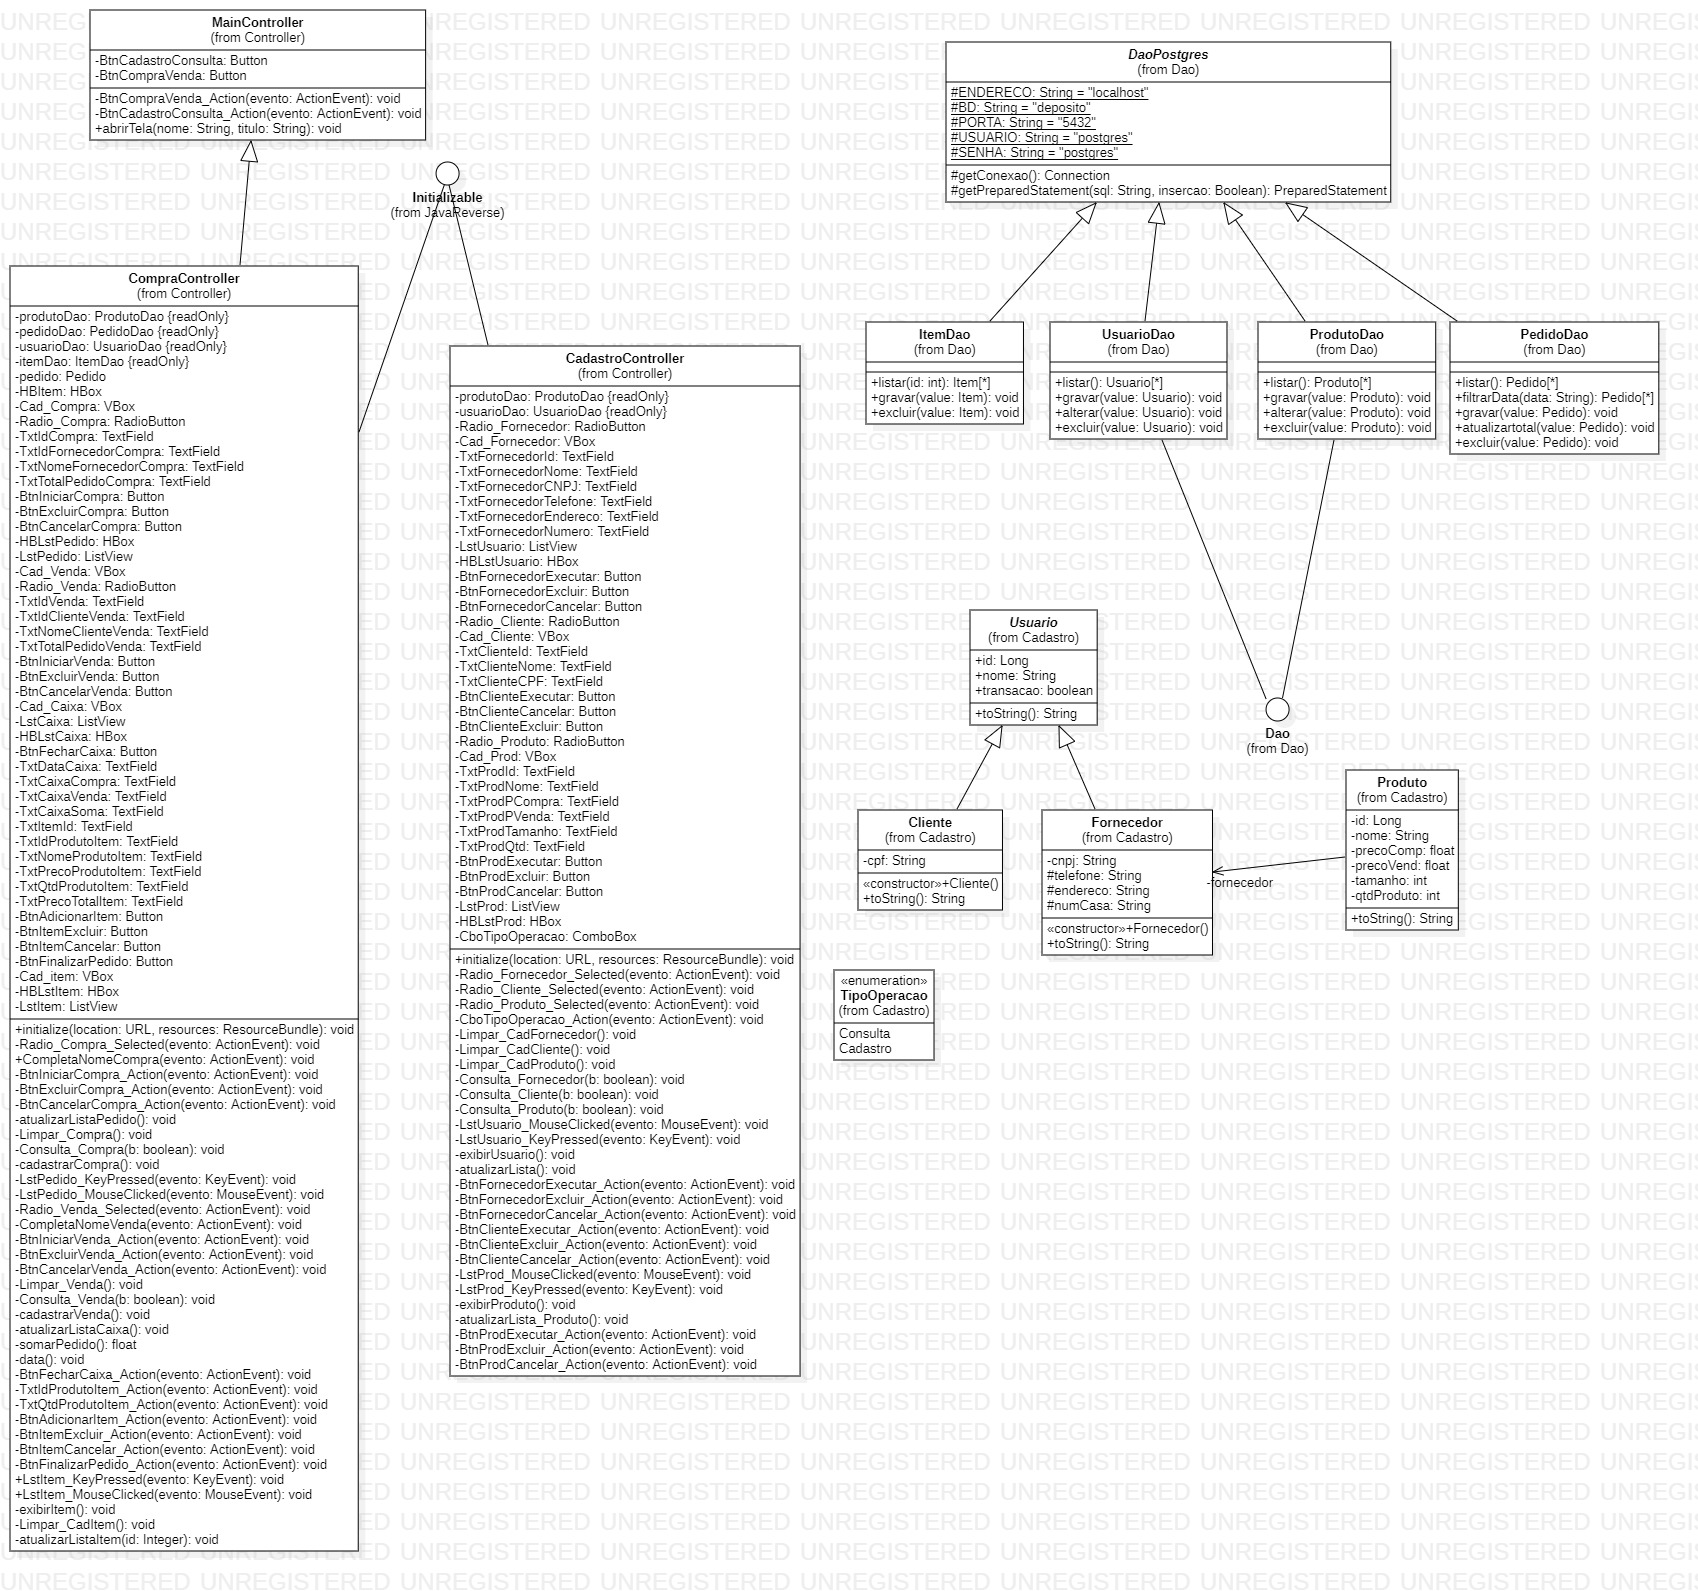 MainController
(from Controller)
-BtnCadastroConsulta: Button
-BtnCompraVenda: Button
-BtnCompraVenda_Action(evento: ActionEvent): void
-BtnCadastroConsulta_Action(evento: ActionEvent): void
+abrirTela(nome: String, titulo: String): void
Initializable
(from JavaReverse)
CompraController
(from Controller)
-produtoDao: ProdutoDao {readOnly}
-pedidoDao: PedidoDao {readOnly}
-usuarioDao: UsuarioDao {readOnly}
-itemDao: ItemDao {readOnly}
-pedido: Pedido
-HBItem: HBox
-Cad_Compra: VBox
-Radio_Compra: RadioButton
-TxtIdCompra: TextField
-TxtIdFornecedorCompra: TextField
-TxtNomeFornecedorCompra: TextField
-TxtTotalPedidoCompra: TextField
-BtnIniciarCompra: Button
-BtnExcluirCompra: Button
-BtnCancelarCompra: Button
-HBLstPedido: HBox
-LstPedido: ListView
-Cad_Venda: VBox
-Radio_Venda: RadioButton
-TxtIdVenda: TextField
-TxtIdClienteVenda: TextField
-TxtNomeClienteVenda: TextField
-TxtTotalPedidoVenda: TextField
-BtnIniciarVenda: Button
-BtnExcluirVenda: Button
-BtnCancelarVenda: Button
-Cad_Caixa: VBox
-LstCaixa: ListView
-HBLstCaixa: HBox
-BtnFecharCaixa: Button
-TxtDataCaixa: TextField
-TxtCaixaCompra: TextField
-TxtCaixaVenda: TextField
-TxtCaixaSoma: TextField
-TxtItemId: TextField
-TxtIdProdutoItem: TextField
-TxtNomeProdutoItem: TextField
-TxtPrecoProdutoItem: TextField
-TxtQtdProdutoItem: TextField
-TxtPrecoTotalItem: TextField
-BtnAdicionarItem: Button
-BtnItemExcluir: Button
-BtnItemCancelar: Button
-BtnFinalizarPedido: Button
-Cad_item: VBox
-HBLstItem: HBox
-LstItem: ListView
+initialize(location: URL, resources: ResourceBundle): void
-Radio_Compra_Selected(evento: ActionEvent): void
+CompletaNomeCompra(evento: ActionEvent): void
-BtnIniciarCompra_Action(evento: ActionEvent): void
-BtnExcluirCompra_Action(evento: ActionEvent): void
-BtnCancelarCompra_Action(evento: ActionEvent): void
-atualizarListaPedido(): void
-Limpar_Compra(): void
-Consulta_Compra(b: boolean): void
-cadastrarCompra(): void
-LstPedido_KeyPressed(evento: KeyEvent): void
-LstPedido_MouseClicked(evento: MouseEvent): void
-Radio_Venda_Selected(evento: ActionEvent): void
-CompletaNomeVenda(evento: ActionEvent): void
-BtnIniciarVenda_Action(evento: ActionEvent): void
-BtnExcluirVenda_Action(evento: ActionEvent): void
-BtnCancelarVenda_Action(evento: ActionEvent): void
-Limpar_Venda(): void
-Consulta_Venda(b: boolean): void
-cadastrarVenda(): void
-atualizarListaCaixa(): void
-somarPedido(): float
-data(): void
-BtnFecharCaixa_Action(evento: ActionEvent): void
-TxtIdProdutoItem_Action(evento: ActionEvent): void
-TxtQtdProdutoItem_Action(evento: ActionEvent): void
-BtnAdicionarItem_Action(evento: ActionEvent): void
-BtnItemExcluir_Action(evento: ActionEvent): void
-BtnItemCancelar_Action(evento: ActionEvent): void
-BtnFinalizarPedido_Action(evento: ActionEvent): void
+LstItem_KeyPressed(evento: KeyEvent): void
+LstItem_MouseClicked(evento: MouseEvent): void
-exibirItem(): void
-Limpar_CadItem(): void
-atualizarListaItem(id: Integer): void
CadastroController
(from Controller)
-produtoDao: ProdutoDao {readOnly}
-usuarioDao: UsuarioDao {readOnly}
-Radio_Fornecedor: RadioButton
-Cad_Fornecedor: VBox
-TxtFornecedorId: TextField
-TxtFornecedorNome: TextField
-TxtFornecedorCNPJ: TextField
-TxtFornecedorTelefone: TextField
-TxtFornecedorEndereco: TextField
-TxtFornecedorNumero: TextField
-LstUsuario: ListView
-HBLstUsuario: HBox
-BtnFornecedorExecutar: Button
-BtnFornecedorExcluir: Button
-BtnFornecedorCancelar: Button
-Radio_Cliente: RadioButton
-Cad_Cliente: VBox
-TxtClienteId: TextField
-TxtClienteNome: TextField
-TxtClienteCPF: TextField
-BtnClienteExecutar: Button
-BtnClienteCancelar: Button
-BtnClienteExcluir: Button
-Radio_Produto: RadioButton
-Cad_Prod: VBox
-TxtProdId: TextField
-TxtProdNome: TextField
-TxtProdPCompra: TextField
-TxtProdPVenda: TextField
-TxtProdTamanho: TextField
-TxtProdQtd: TextField
-BtnProdExecutar: Button
-BtnProdExcluir: Button
-BtnProdCancelar: Button
-LstProd: ListView
-HBLstProd: HBox
-CboTipoOperacao: ComboBox
+initialize(location: URL, resources: ResourceBundle): void
-Radio_Fornecedor_Selected(evento: ActionEvent): void
-Radio_Cliente_Selected(evento: ActionEvent): void
-Radio_Produto_Selected(evento: ActionEvent): void
-CboTipoOperacao_Action(evento: ActionEvent): void
-Limpar_CadFornecedor(): void
-Limpar_CadCliente(): void
-Limpar_CadProduto(): void
-Consulta_Fornecedor(b: boolean): void
-Consulta_Cliente(b: boolean): void
-Consulta_Produto(b: boolean): void
-LstUsuario_MouseClicked(evento: MouseEvent): void
-LstUsuario_KeyPressed(evento: KeyEvent): void
-exibirUsuario(): void
-atualizarLista(): void
-BtnFornecedorExecutar_Action(evento: ActionEvent): void
-BtnFornecedorExcluir_Action(evento: ActionEvent): void
-BtnFornecedorCancelar_Action(evento: ActionEvent): void
-BtnClienteExecutar_Action(evento: ActionEvent): void
-BtnClienteExcluir_Action(evento: ActionEvent): void
-BtnClienteCancelar_Action(evento: ActionEvent): void
-LstProd_MouseClicked(evento: MouseEvent): void
-LstProd_KeyPressed(evento: KeyEvent): void
-exibirProduto(): void
-atualizarLista_Produto(): void
-BtnProdExecutar_Action(evento: ActionEvent): void
-BtnProdExcluir_Action(evento: ActionEvent): void
-BtnProdCancelar_Action(evento: ActionEvent): void
DaoPostgres
(from Dao)
#ENDERECO: String = "localhost"
#BD: String = "deposito"
#PORTA: String = "5432"
#USUARIO: String = "postgres"
#SENHA: String = "postgres"
#getConexao(): Connection
#getPreparedStatement(sql: String, insercao: Boolean): PreparedStatement
ItemDao
(from Dao)
+listar(id: int): Item[*]
+gravar(value: Item): void
+excluir(value: Item): void
UsuarioDao
(from Dao)
+listar(): Usuario[*]
+gravar(value: Usuario): void
+alterar(value: Usuario): void
+excluir(value: Usuario): void
ProdutoDao
(from Dao)
+listar(): Produto[*]
+gravar(value: Produto): void
+alterar(value: Produto): void
+excluir(value: Produto): void
PedidoDao
(from Dao)
+listar(): Pedido[*]
+filtrarData(data: String): Pedido[*]
+gravar(value: Pedido): void
+atualizartotal(value: Pedido): void
+excluir(value: Pedido): void
Usuario
(from Cadastro)
+id: Long
+nome: String
+transacao: boolean
+toString(): String
Dao
(from Dao)
Cliente
(from Cadastro)
-cpf: String
«constructor»+Cliente()
+toString(): String
Fornecedor
(from Cadastro)
-cnpj: String
#telefone: String
#endereco: String
#numCasa: String
«constructor»+Fornecedor()
+toString(): String
-fornecedor
Produto
(from Cadastro)
-id: Long
-nome: String
-precoComp: float
-precoVend: float
-tamanho: int
-qtdProduto: int
+toString(): String
«enumeration»
TipoOperacao
(from Cadastro)
Consulta
Cadastro